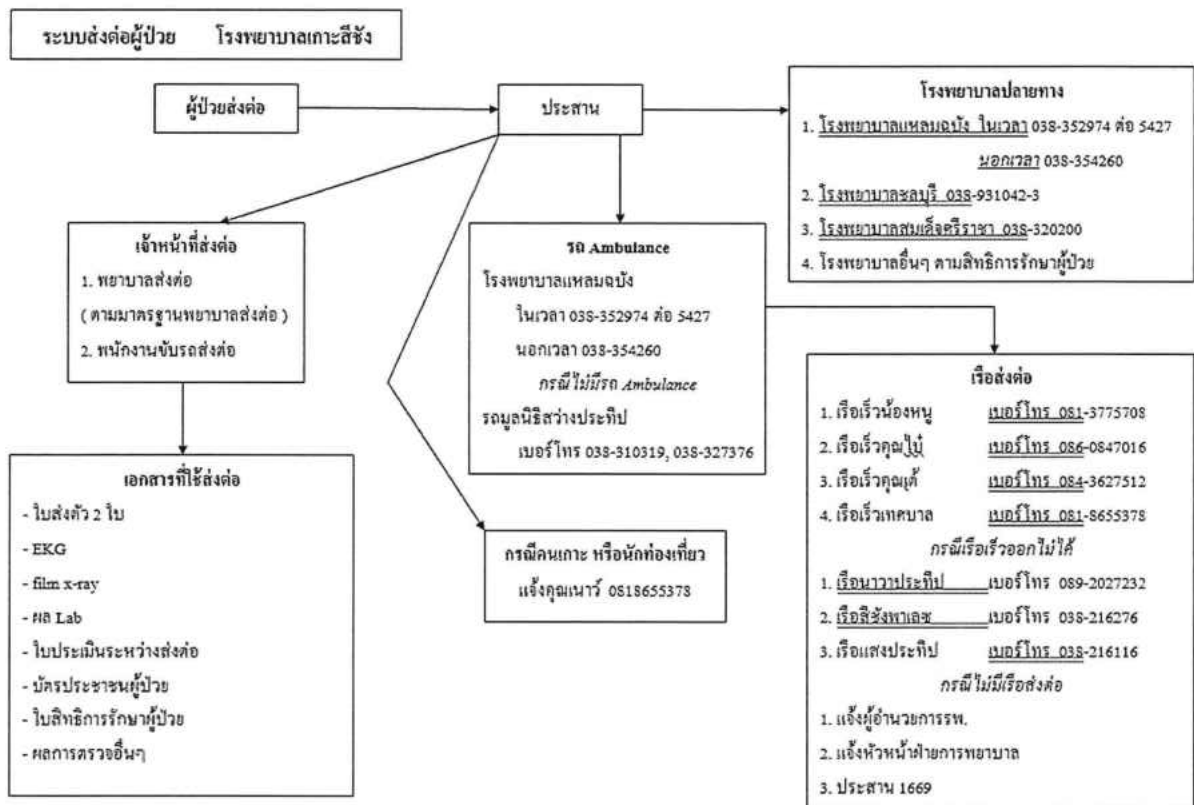 ระบบส่งต่อผู้ป่วย โรงพยาบาลเกาะสีชัง
ผู้ป่วยส่งต่อ
ประสาน
โรงพยาบาลปลายทาง
1. โรงพยาบาลแหลมฉบัง ในเวลา 038-352974 ต่อ 5427
นอกเวลา 038-354260
2. โรงพยาบาลชลบุรี 038-931042-3
3. โรงพยาบาลสมเด็จศรีราชา 038-320200
4. โรงพยาบาลอื่นๆ ตามสิทธิการรักษาผู้ป่วย
เจ้าหน้าที่ส่งต่อ
1. พยาบาลส่งต่อ
( ตามมาตรฐานพยาบาลส่งต่อ )
2. พนักงานขับรถส่งต่อ
รถ Ambulance
โรงพยาบาลแหลมฉบัง
ในเวลา 038-352974 ต่อ 5427
นอกเวลา 038-354260
กรณีไม่มีรถ Ambulance
รถมูลนิธิสว่างประทีป
เบอร์โทร 038-310319, 038-327376
เรือส่งต่อ
1. เรือเร็วน้องหนู เบอร์โทร 081-3775708
2. เรือเร็วคุณไปู๋ เบอร์โทร 086-0847016
3. เรือเร็วคุณเต้ เบอร์โทร 084-3627512
4. เรือเร็วเทศบาล เบอร์โทร 081-8655378
กรณีเรือเร็วออกไม่ได้
1. เรือนาวาประทีป เบอร์โทร 089-2027232
2. เรือสีชังพาเลซ เบอร์โทร 038-216276
3. เรือแสงประทีป เบอร์โทร 038-216116
กรณีไม่มีเรือส่งต่อ
1. แจ้งผู้อำนวยการรพ.
2. แจ้งหัวหน้าฝ่ายการพยาบาล
3. ประสาน 1669
เอกสารที่ใช้ส่งต่อ
- ใบส่งตัว 2 ใบ
- EKG
- film x-ray
- ผล Lab
- ใบประเมินระหว่างส่งต่อ
- บัตรประชาชนผู้ป่วย
- ใบสิทธิการรักษาผู้ป่วย
- ผลการตรวจอื่นๆ
กรณีคนเกาะ หรือนักท่องเที่ยว
แจ้งคุณเนาว์ 0818655378